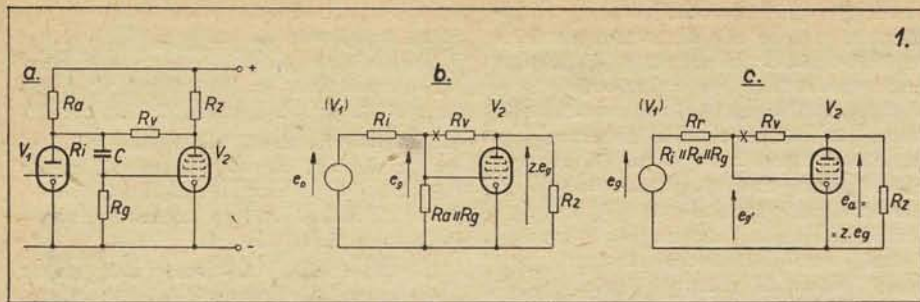 1.
a.
+
Ra
Rz
Rv
V1
Ri
C
V2
Rg
-
b.
(V1)
Ri
x
Rv
V2
eo
eg
z.eg
Ra//Rg
Rz
c.
(V1)
Rr
x
Rv
V2
Ri//Ra//Rg
eg
eg'
ea=
=z.eg
Rz